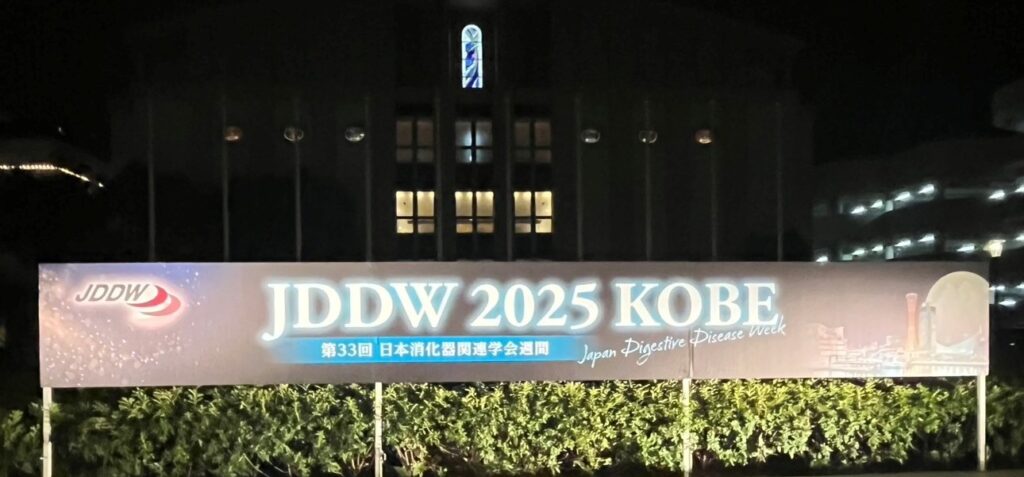 JDDW
JDDW 2025 KOBE
第33回 日本消化器関連学会週間
Japan Digestive Disease Week